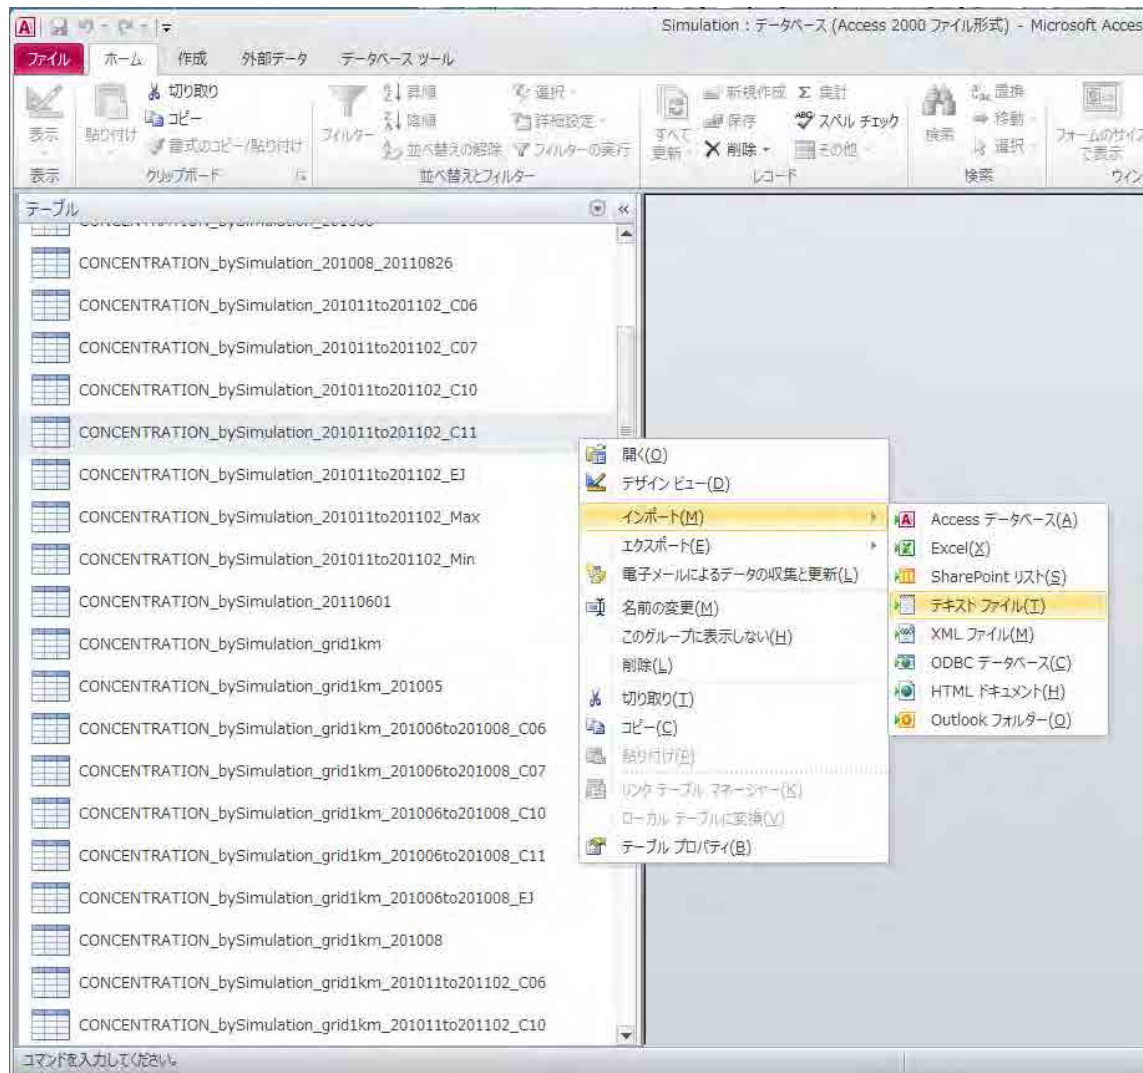 Simulation : データベース (Access 2000 ファイル形式) - Microsoft Acces
ファイル ホーム 作成 外部データ データベース ツール
表示
貼り付け
切り取り
コピー
書式のコピー/貼り付け
フィルター
昇順
降順
並べ替えの解除
選択
詳細設定
フィルターの実行
すべて
更新
新規作成
保存
削除
Σ 集計
スペル チェック
その他
検索
置換
移動
選択
フォームのサイズ
で表示
表示 クリップボード 並べ替えとフィルター レコード 検索 ウィン
テーブル
CONCENTRATION_bySimulation_201008_20110826
CONCENTRATION_bySimulation_201011to201102_C06
CONCENTRATION_bySimulation_201011to201102_C07
CONCENTRATION_bySimulation_201011to201102_C10
CONCENTRATION_bySimulation_201011to201102_C11
CONCENTRATION_bySimulation_201011to201102_EJ
CONCENTRATION_bySimulation_201011to201102_Max
CONCENTRATION_bySimulation_201011to201102_Min
CONCENTRATION_bySimulation_20110601
CONCENTRATION_bySimulation_grid1km
CONCENTRATION_bySimulation_grid1km_201005
CONCENTRATION_bySimulation_grid1km_201006to201008_C06
CONCENTRATION_bySimulation_grid1km_201006to201008_C07
CONCENTRATION_bySimulation_grid1km_201006to201008_C10
CONCENTRATION_bySimulation_grid1km_201006to201008_C11
CONCENTRATION_bySimulation_grid1km_201006to201008_EJ
CONCENTRATION_bySimulation_grid1km_201008
CONCENTRATION_bySimulation_grid1km_201011to201102_C06
CONCENTRATION_bySimulation_grid1km_201011to201102_C10
開く(O)
デザイン ビュー(D)
インポート(M)
エクスポート(E)
電子メールによるデータの収集と更新(L)
名前の変更(M)
このグループに表示しない(H)
削除(L)
切り取り(T)
コピー(C)
貼り付け(P)
リンク テーブル マネージャー(K)
ローカル テーブルに変換(V)
テーブル プロパティ(B)
Access データベース(A)
Excel(X)
SharePoint リスト(S)
テキスト ファイル(T)
XML ファイル(M)
ODBC データベース(C)
HTML ドキュメント(H)
Outlook フォルダー(O)
コマンドを入力してください。